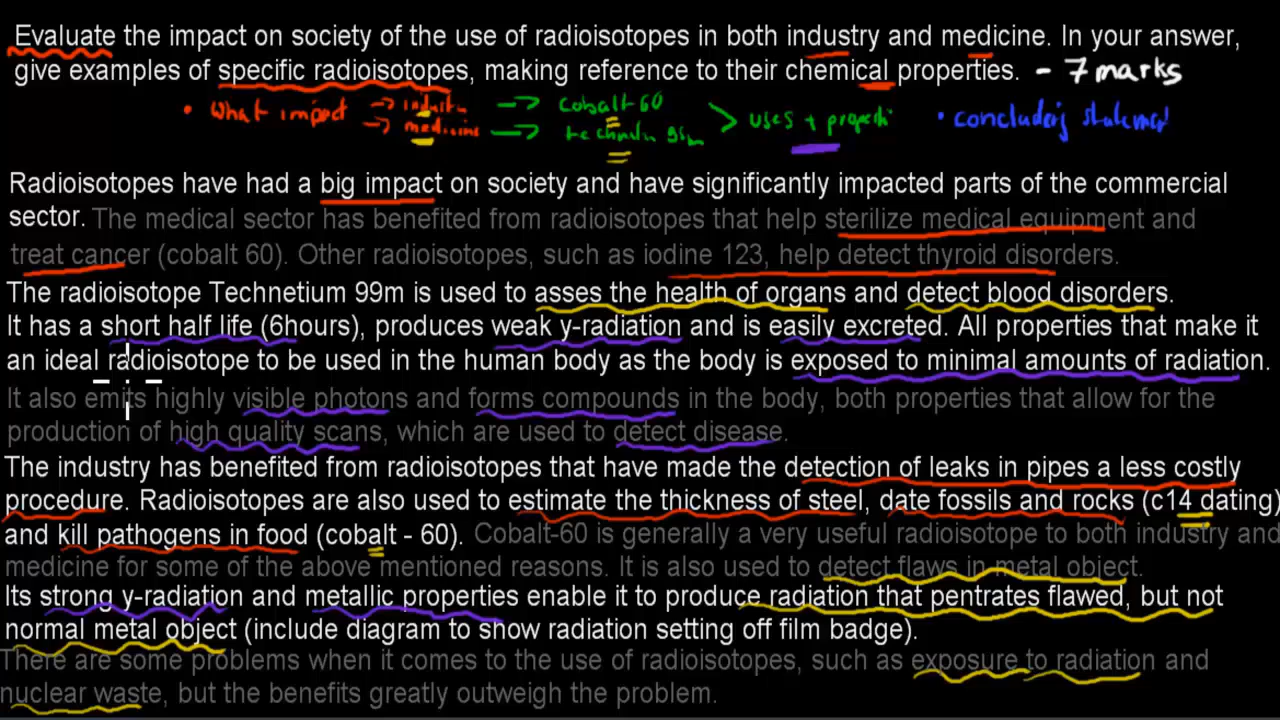 Evaluate the impact on society of the use of radioisotopes in both industry and medicine. In your answer,
give examples of specific radioisotopes, making reference to their chemical properties. - 7 marks
• What impact → industry → cobalt-60 > uses + properti • concluding statement
→ medicine → technetium 99m
Radioisotopes have had a big impact on society and have significantly impacted parts of the commercial
sector. The medical sector has benefited from radioisotopes that help sterilize medical equipment and
treat cancer (cobalt 60). Other radioisotopes, such as iodine 123, help detect thyroid disorders.
The radioisotope Technetium 99m is used to asses the health of organs and detect blood disorders.
It has a short half life (6hours), produces weak y-radiation and is easily excreted. All properties that make it
an ideal radioisotope to be used in the human body as the body is exposed to minimal amounts of radiation.
It also emits highly visible photons and forms compounds in the body, both properties that allow for the
production of high quality scans, which are used to detect disease.
The industry has benefited from radioisotopes that have made the detection of leaks in pipes a less costly
procedure. Radioisotopes are also used to estimate the thickness of steel, date fossils and rocks (c14 dating)
and kill pathogens in food (cobalt - 60). Cobalt-60 is generally a very useful radioisotope to both industry and
medicine for some of the above mentioned reasons. It is also used to detect flaws in metal object.
Its strong y-radiation and metallic properties enable it to produce radiation that pentrates flawed, but not
normal metal object (include diagram to show radiation setting off film badge).
There are some problems when it comes to the use of radioisotopes, such as exposure to radiation and
nuclear waste, but the benefits greatly outweigh the problem.